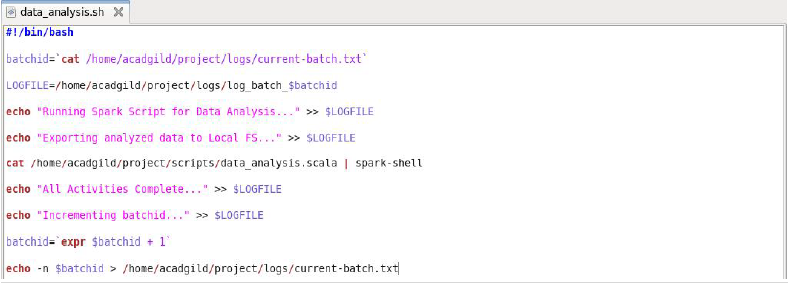 data_analysis.sh
#!/bin/bash
batchid=`cat /home/acadgild/project/logs/current-batch.txt`
LOGFILE=/home/acadgild/project/logs/log_batch_$batchid
echo "Running Spark Script for Data Analysis..." >> $LOGFILE
echo "Exporting analyzed data to Local FS..." >> $LOGFILE
cat /home/acadgild/project/scripts/data_analysis.scala | spark-shell
echo "All Activities Complete..." >> $LOGFILE
echo "Incrementing batchid..." >> $LOGFILE
batchid=`expr $batchid + 1`
echo -n $batchid > /home/acadgild/project/logs/current-batch.txt